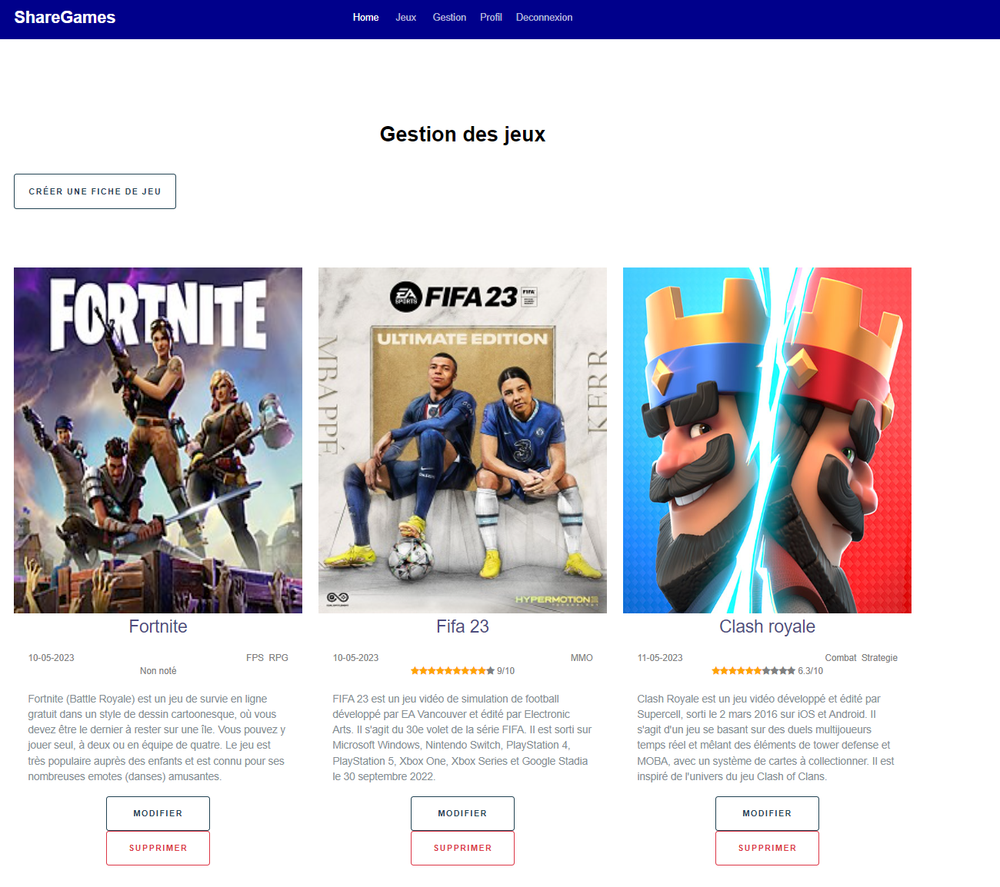 ShareGames
Home Jeux Gestion Profil Deconnexion
Gestion des jeux
CRÉER UNE FICHE DE JEU
FORTNITE
EA SPORTS FIFA 23 FIFA
ULTIMATE EDITION
MBAPPÉ
KERR
3
HYPERMOTION2
TECHNOLOGY
Fortnite
10-05-2023 FPS RPG
Non noté
Fortnite (Battle Royale) est un jeu de survie en ligne
gratuit dans un style de dessin cartoonesque, où vous
devez être le dernier à rester sur une île. Vous pouvez y
jouer seul, à deux ou en équipe de quatre. Le jeu est
très populaire auprès des enfants et est connu pour ses
nombreuses emotes (danses) amusantes.
MODIFIER
SUPPRIMER
Fifa 23
10-05-2023 MMO
9/10
FIFA 23 est un jeu vidéo de simulation de football
développé par EA Vancouver et édité par Electronic
Arts. Il s'agit du 30e volet de la série FIFA. Il est sorti sur
Microsoft Windows, Nintendo Switch, PlayStation 4,
PlayStation 5, Xbox One, Xbox Series et Google Stadia
le 30 septembre 2022.
MODIFIER
SUPPRIMER
Clash royale
11-05-2023 Combat Strategie
6.3/10
Clash Royale est un jeu vidéo développé et édité par
Supercell, sorti le 2 mars 2016 sur iOS et Android. Il
s'agit d'un jeu se basant sur des duels multijoueurs
temps réel et mêlant des éléments de tower defense et
MOBA, avec un système de cartes à collectionner. Il est
inspiré de l'univers du jeu Clash of Clans.
MODIFIER
SUPPRIMER